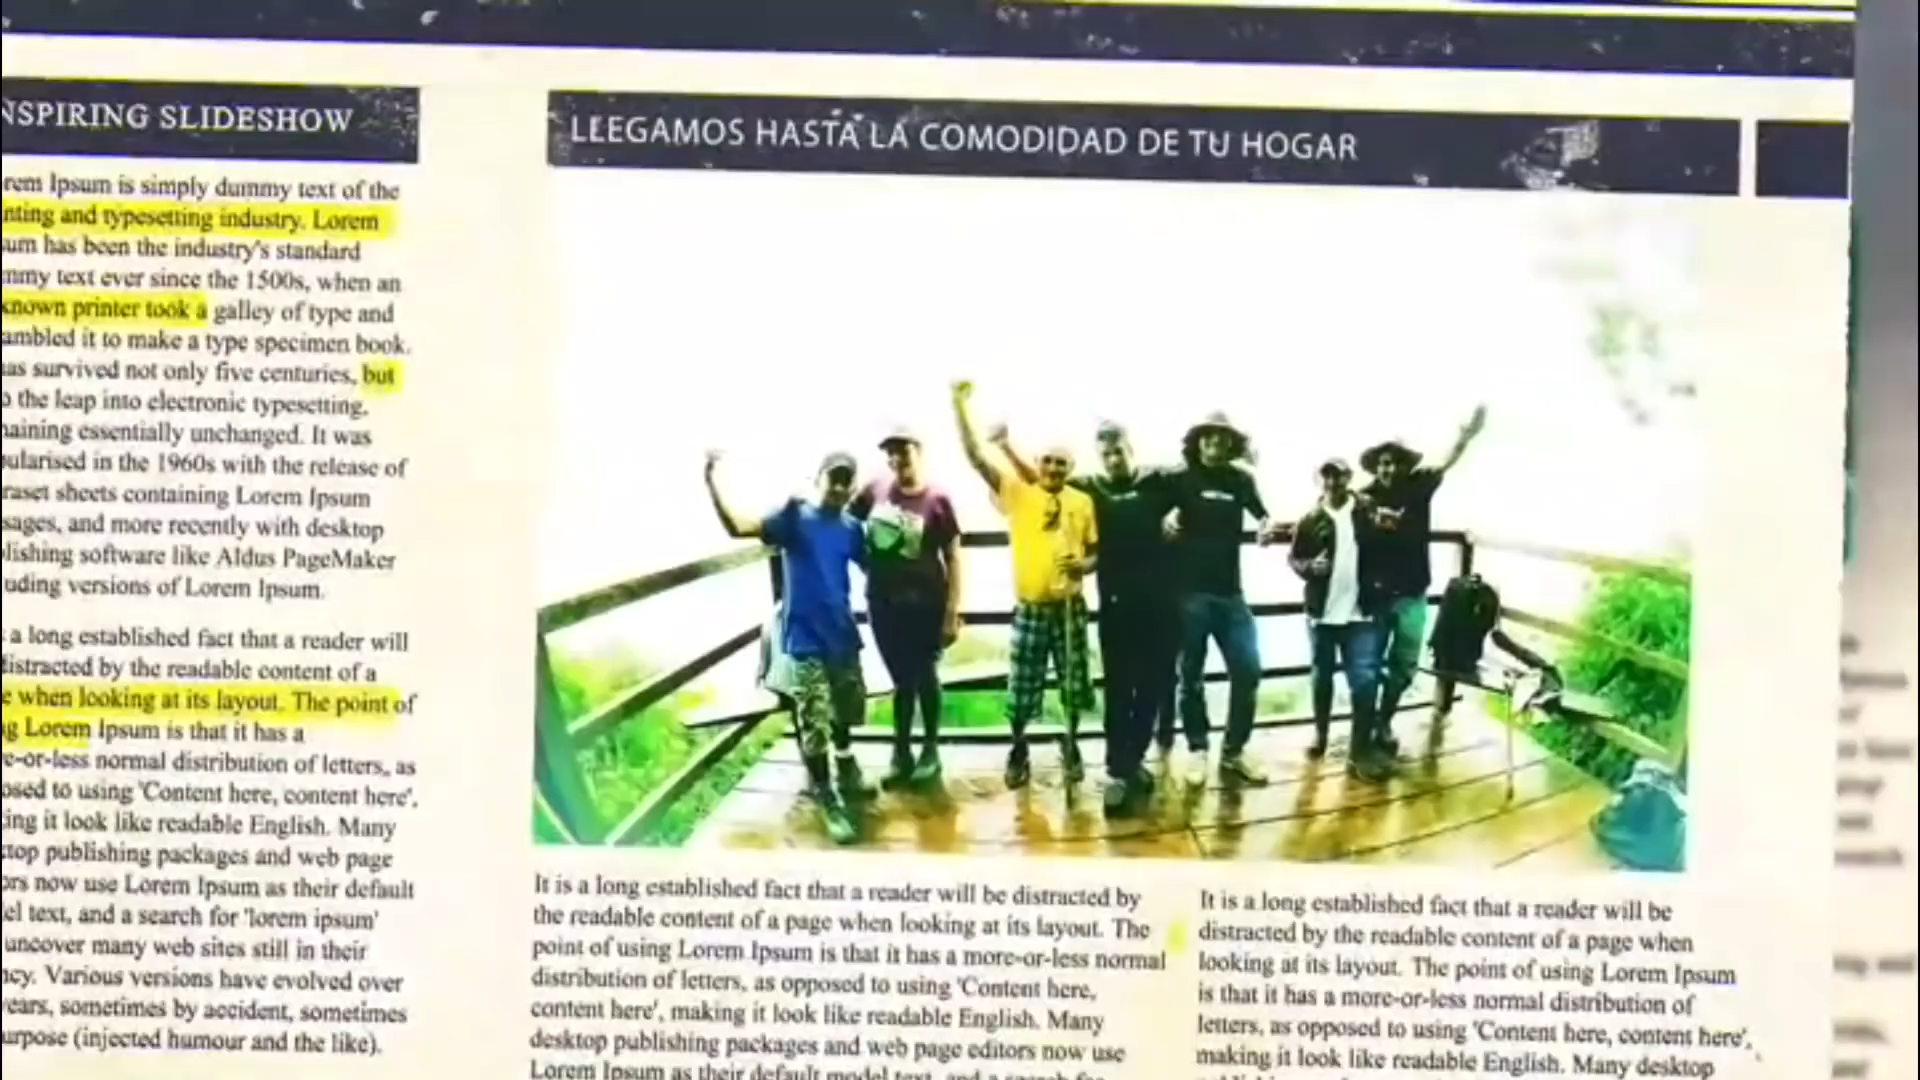 NSPIRING SLIDESHOW
rem Ipsum is simply dummy text of the
nting and typesetting industry. Lorem
sum has been the industry's standard
mmy text ever since the 1500s, when an
known printer took a galley of type and
ambled it to make a type specimen book.
has survived not only five centuries, but
o the leap into electronic typesetting,
naining essentially unchanged. It was
pularised in the 1960s with the release of
raset sheets containing Lorem Ipsum
sages, and more recently with desktop
lishing software like Aldus PageMaker
uding versions of Lorem Ipsum.
a long established fact that a reader will
distracted by the readable content of a
e when looking at its layout. The point of
g Lorem Ipsum is that it has a
e-or-less normal distribution of letters, as
osed to using 'Content here, content here',
ing it look like readable English. Many
ktop publishing packages and web page
ors now use Lorem Ipsum as their default
el text, and a search for 'lorem ipsum'
uncover many web sites still in their
ncy. Various versions have evolved over
years, sometimes by accident, sometimes
urpose (injected humour and the like).
LLEGAMOS HASTA LA COMODIDAD DE TU HOGAR
It is a long established fact that a reader will be distracted by
the readable content of a page when looking at its layout. The
point of using Lorem Ipsum is that it has a more-or-less normal
distribution of letters, as opposed to using 'Content here,
content here', making it look like readable English. Many
desktop publishing packages and web page editors now use
Lorem Ipsum as their default model text, and a search for
It is a long established fact that a reader will be
distracted by the readable content of a page when
looking at its layout. The point of using Lorem Ipsum
is that it has a more-or-less normal distribution of
letters, as opposed to using 'Content here, content here',
making it look like readable English. Many desktop